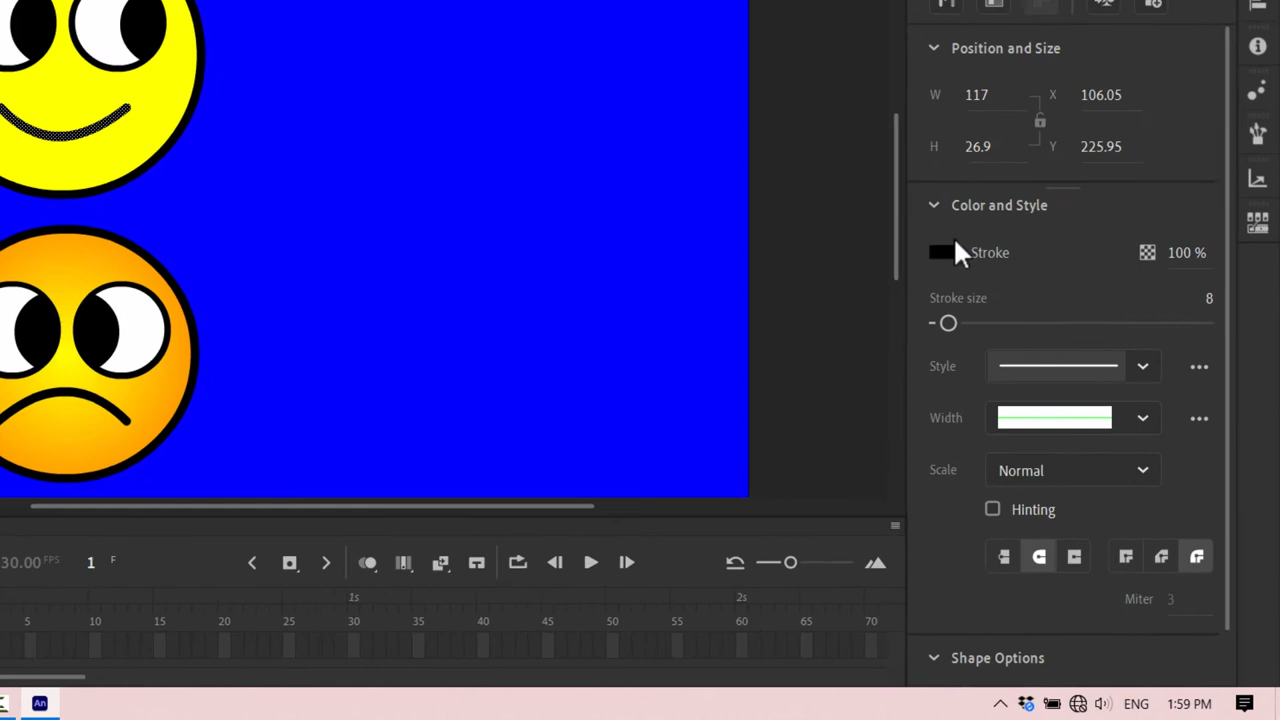 Position and Size
W 117 X 106.05
H 26.9 Y 225.95
Color and Style
Stroke 100 %
Stroke size 8
Style
Width
Scale Normal
Hinting
Miter 3
Shape Options
30.00 FPS 1 F
1s 2s
5 10 15 20 25 30 35 40 45 50 55 60 65 70
An ENG 1:59 PM